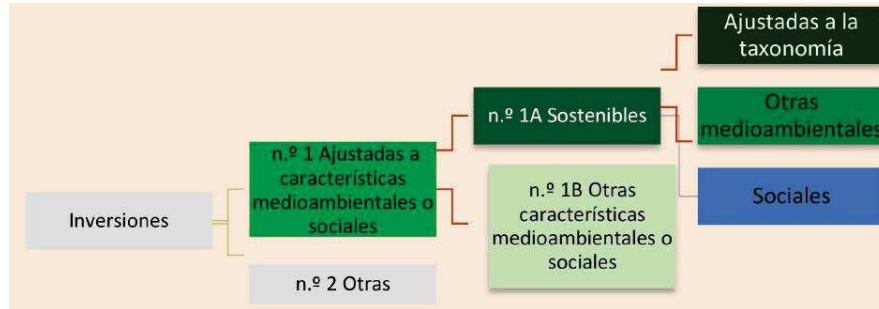 Inversiones
n.º 1 Ajustadas a
características
medioambientales o
sociales
n.º 2 Otras
n.º 1A Sostenibles
n.º 1B Otras
características
medioambientales o
sociales
Ajustadas a la
taxonomía
Otras
medioambientales
Sociales